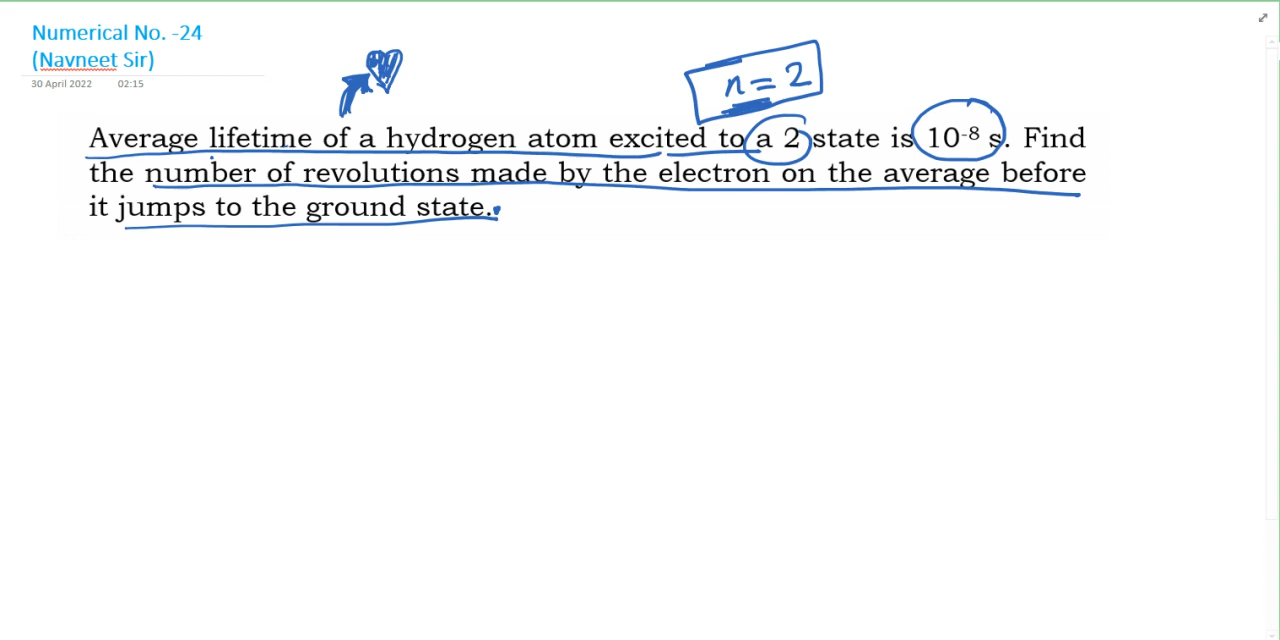 Numerical No. -24
(Navneet Sir)
30 April 2022 02:15
n = 2
Average lifetime of a hydrogen atom excited to a 2 state is 10⁻⁸ s. Find
the number of revolutions made by the electron on the average before
it jumps to the ground state.